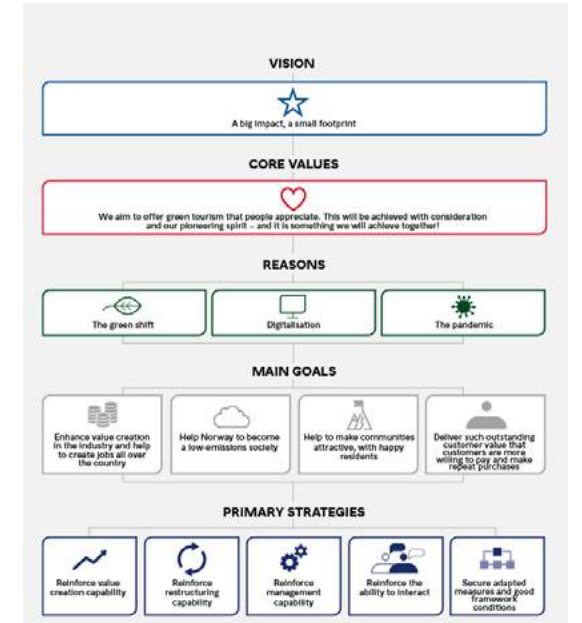 VISION
A big impact, a small footprint
CORE VALUES
We aim to offer green tourism that people appreciate. This will be achieved with consideration
and our pioneering spirit – and it is something we will achieve together!
REASONS
The green shift
Digitalisation
The pandemic
MAIN GOALS
Enhance value creation
in the industry and help
to create jobs all over
the country
Help Norway to become
a low-emissions society
Help to make communities
attractive, with happy
residents
Deliver such outstanding
customer value that
customers are more
willing to pay and make
repeat purchases
PRIMARY STRATEGIES
Reinforce value
creation capability
Reinforce
restructuring
capability
Reinforce
management
capability
Reinforce the
ability to interact
Secure adapted
measures and good
framework
conditions